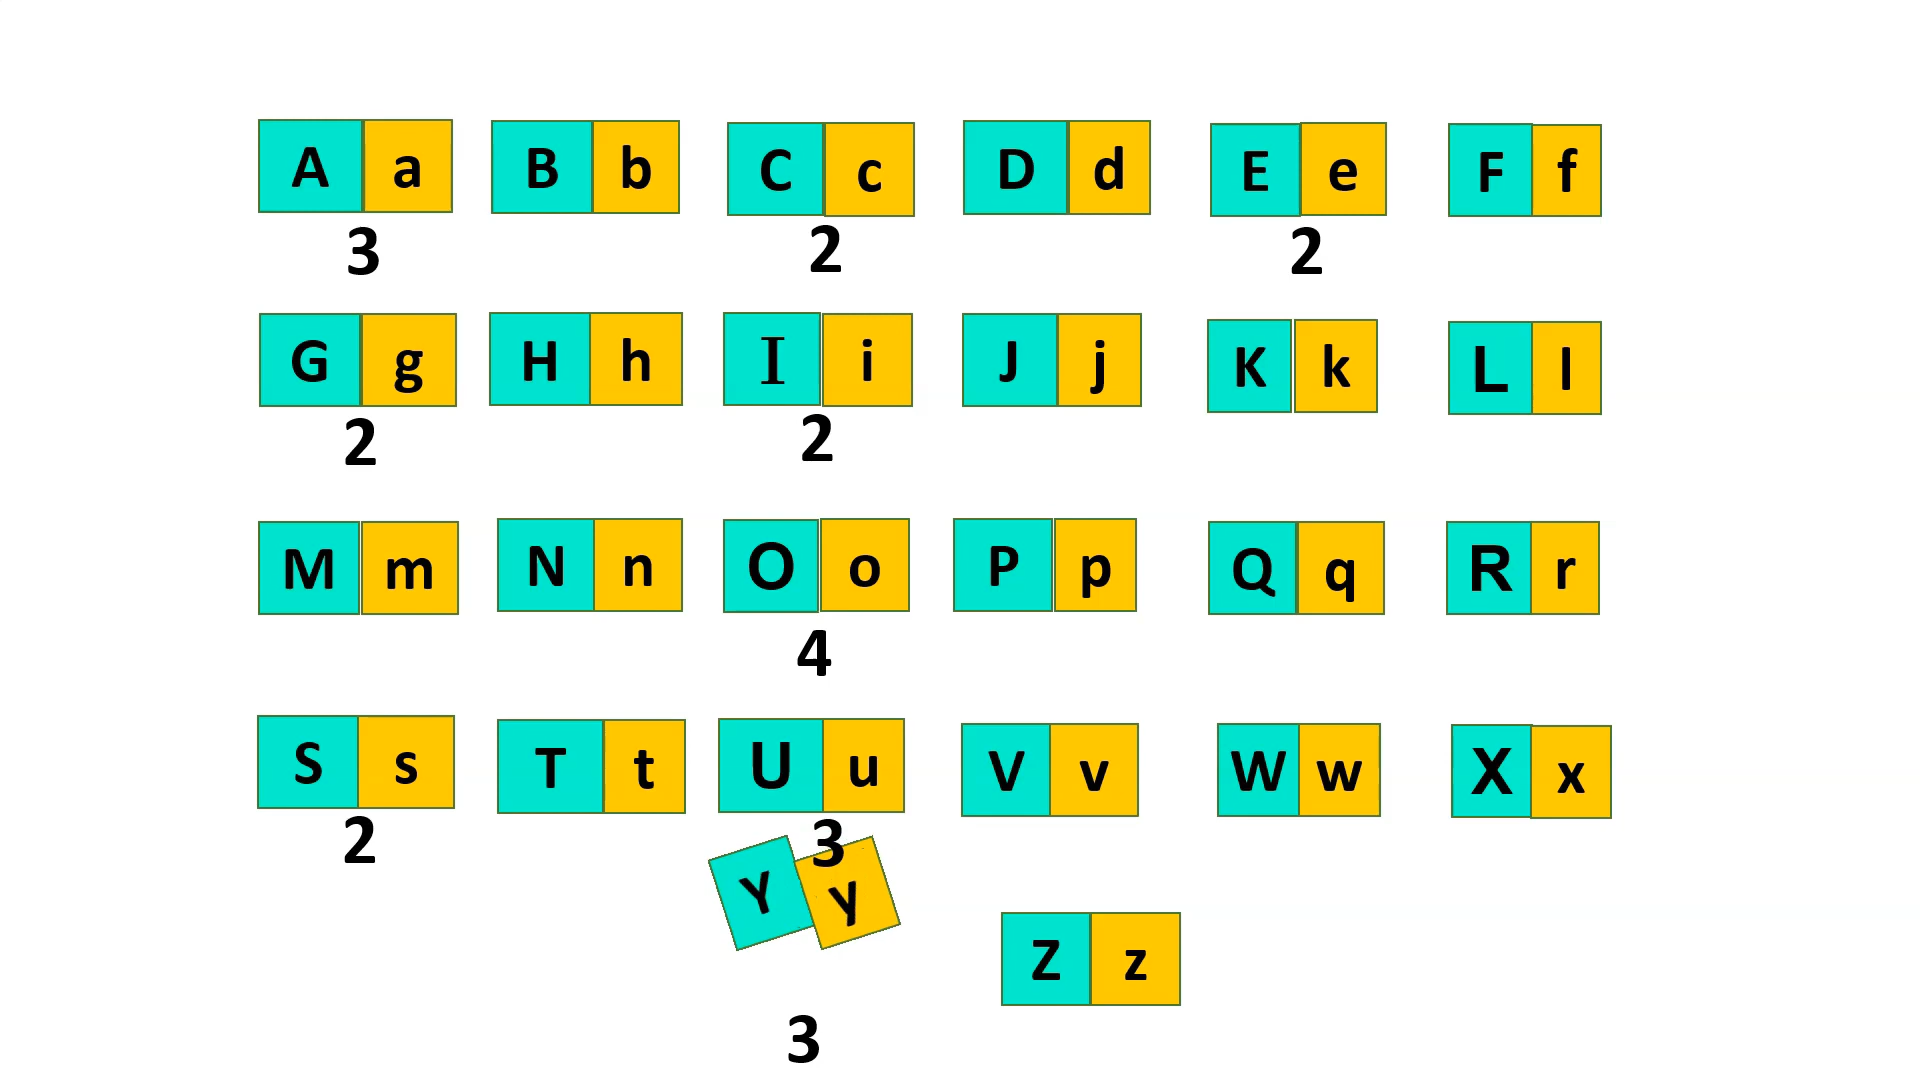 A a B b C c D d E e F f
3 2 2
G g H h I i J j K k L l
2 2
M m N n O o P p Q q R r
4
S s T t U u V v W w X x
2 3
Y y
Z z
3